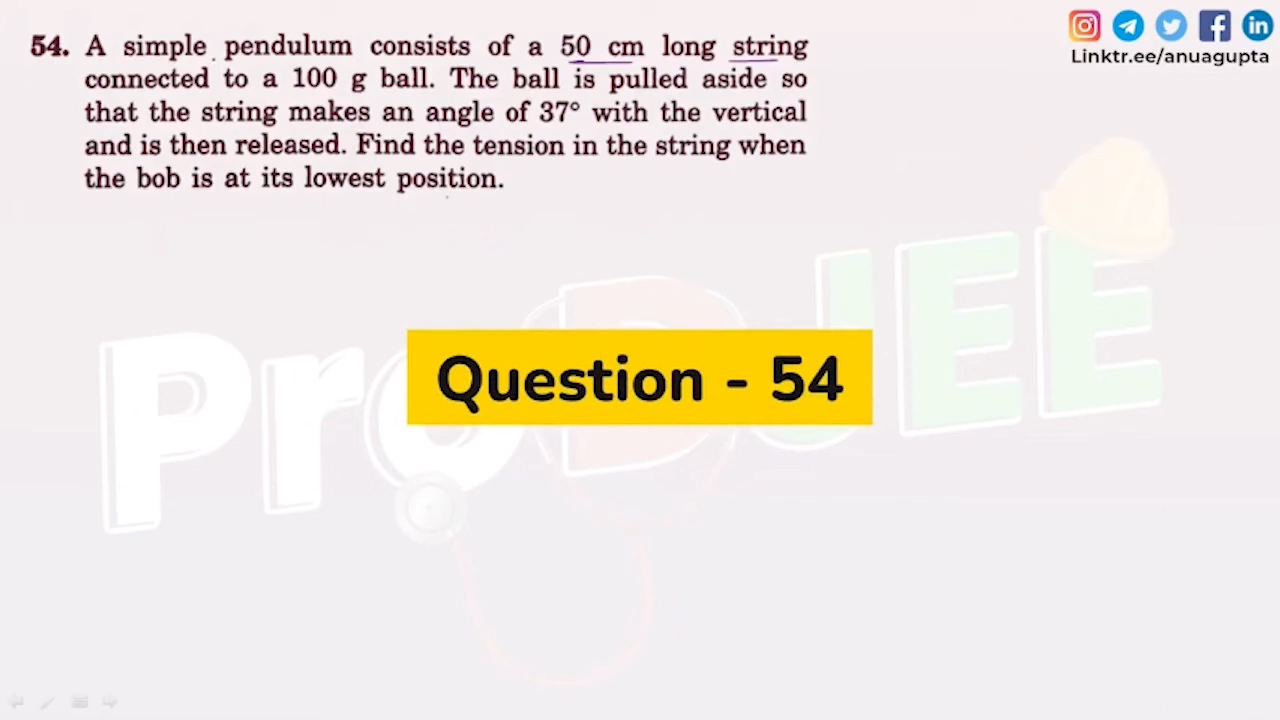 54. A simple pendulum consists of a 50 cm long string
connected to a 100 g ball. The ball is pulled aside so
that the string makes an angle of 37° with the vertical
and is then released. Find the tension in the string when
the bob is at its lowest position.
Linktr.ee/anuagupta
ProDJEE
Question - 54